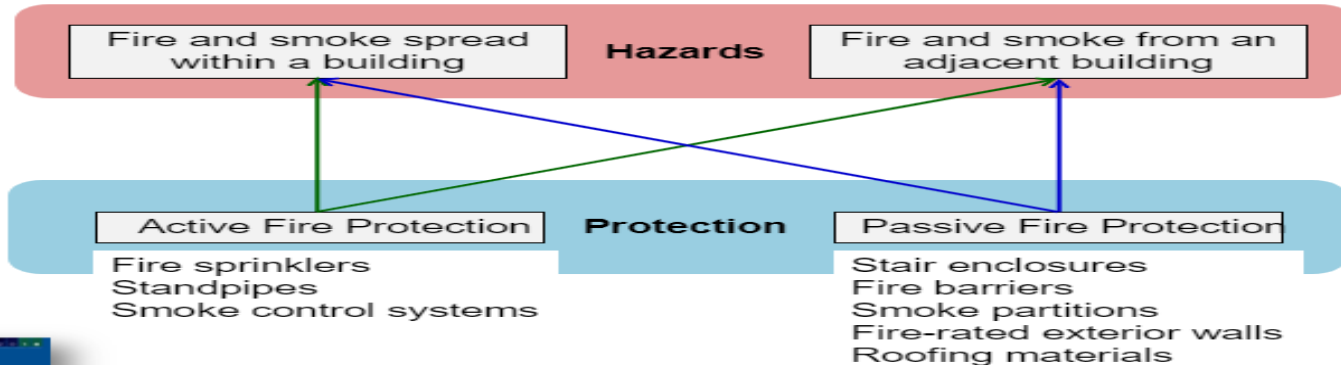 Fire and smoke spread
within a building
Hazards
Fire and smoke from an
adjacent building
Active Fire Protection
Protection
Passive Fire Protection
Fire sprinklers
Standpipes
Smoke control systems
Stair enclosures
Fire barriers
Smoke partitions
Fire-rated exterior walls
Roofing materials